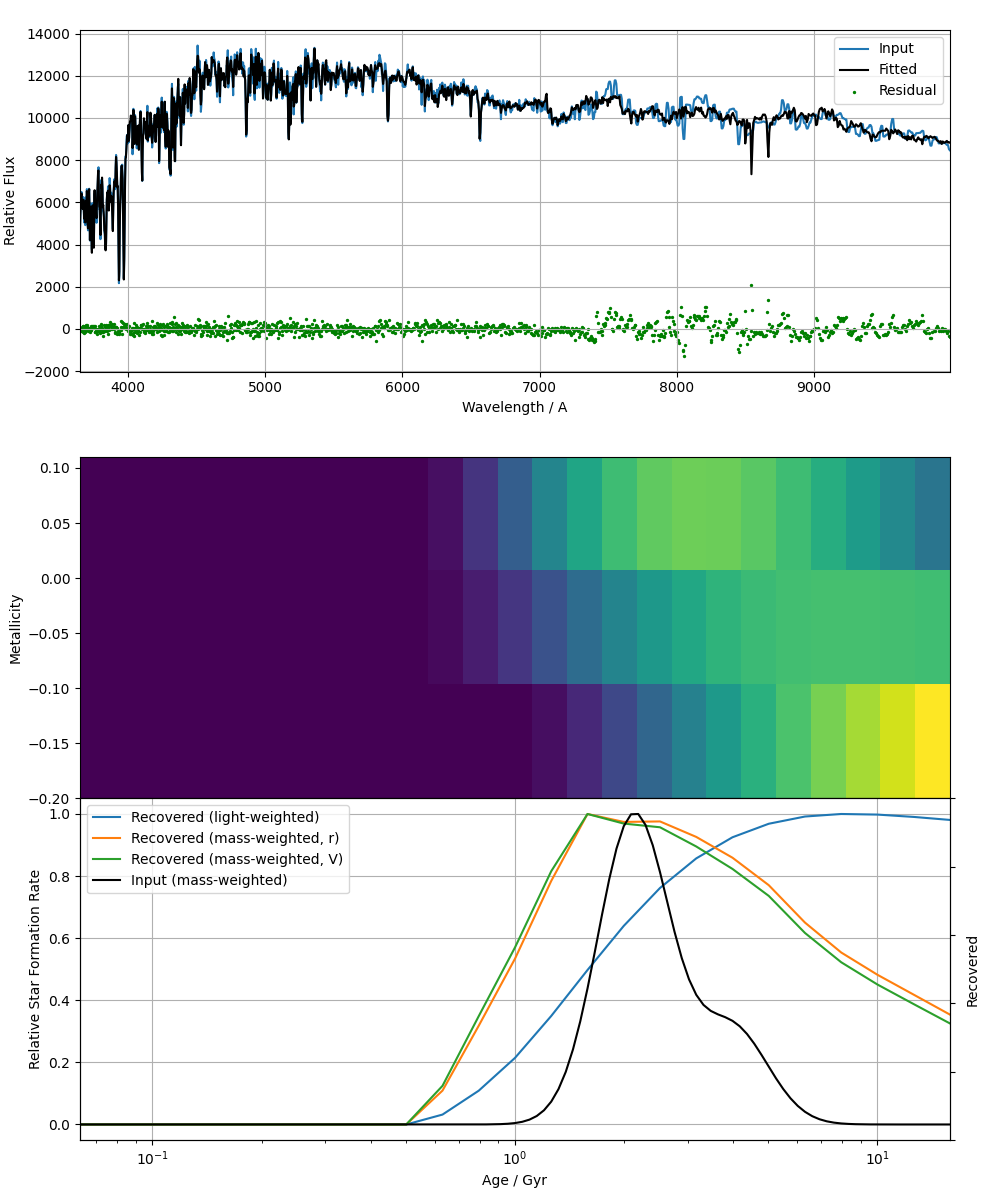 14000
12000
10000
8000
6000
4000
2000
0
−2000
Relative Flux
Input
Fitted
Residual
4000 5000 6000 7000 8000 9000
Wavelength / A
0.10
0.05
0.00
−0.05
−0.10
−0.15
−0.20
Metallicity
1.0
0.8
0.6
0.4
0.2
0.0
Relative Star Formation Rate
Recovered (light-weighted)
Recovered (mass-weighted, r)
Recovered (mass-weighted, V)
Input (mass-weighted)
Recovered
10⁻¹ 10⁰ 10¹
Age / Gyr